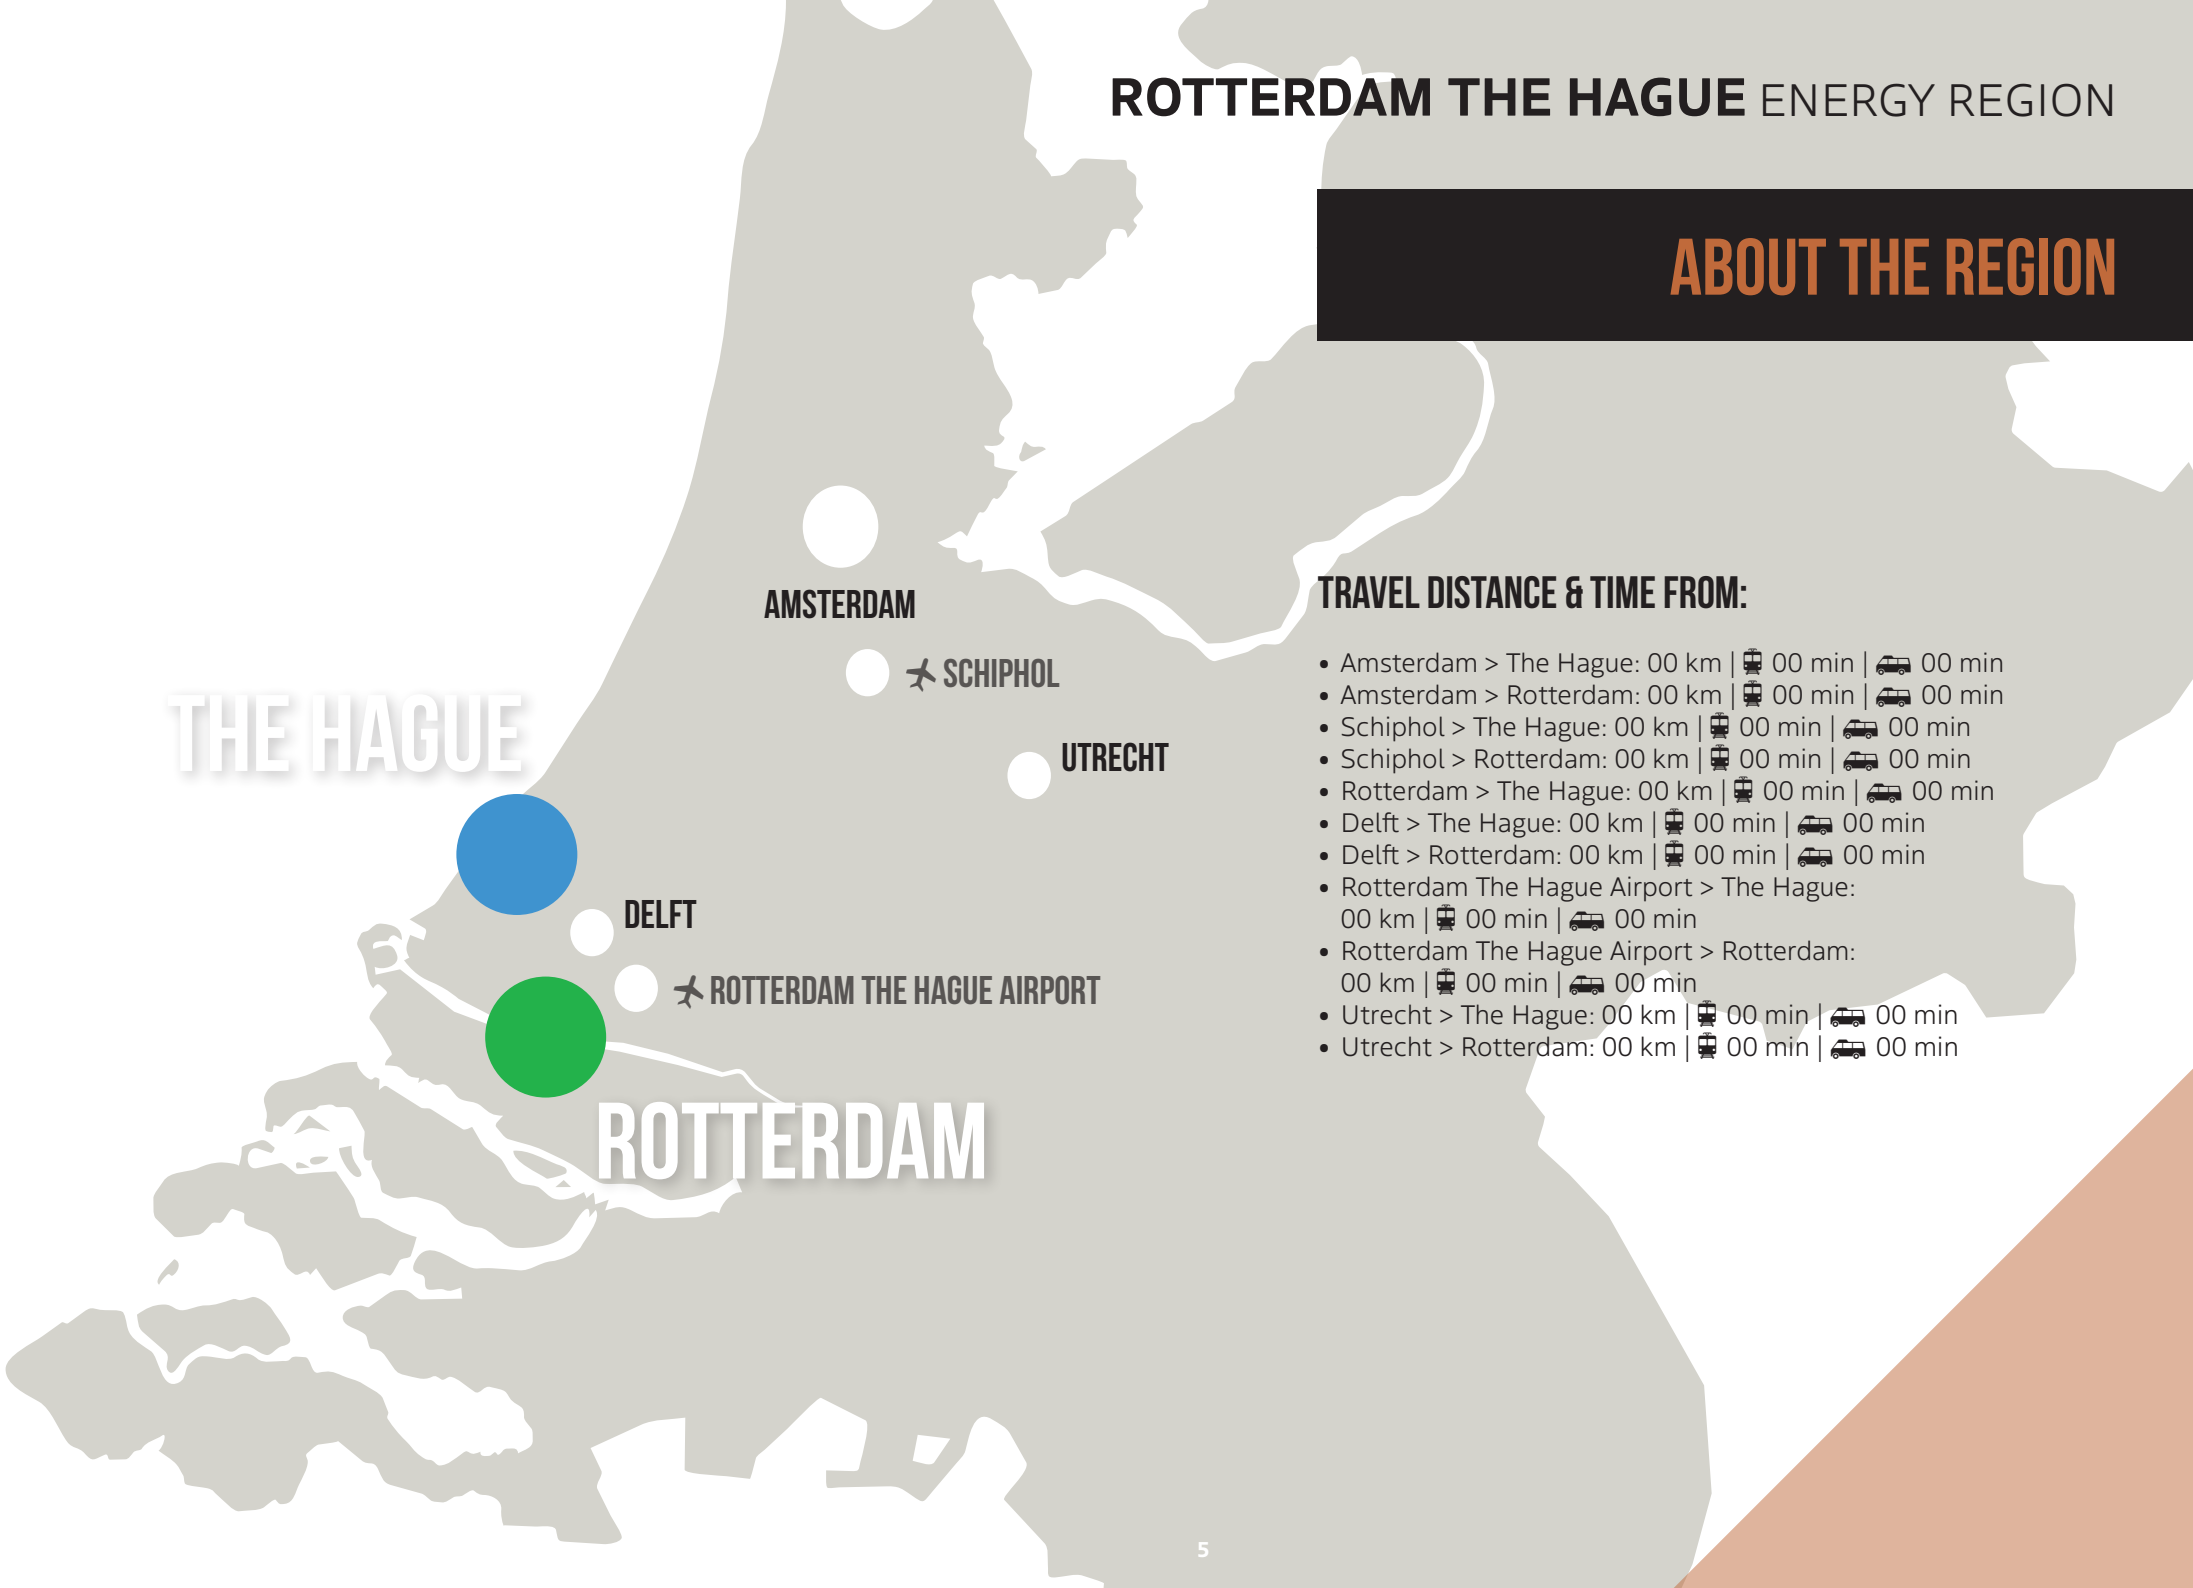 ROTTERDAM THE HAGUE ENERGY REGION
ABOUT THE REGION
AMSTERDAM
SCHIPHOL
THE HAGUE
UTRECHT
DELFT
ROTTERDAM THE HAGUE AIRPORT
ROTTERDAM
TRAVEL DISTANCE & TIME FROM:
• Amsterdam > The Hague: 00 km | 00 min | 00 min
• Amsterdam > Rotterdam: 00 km | 00 min | 00 min
• Schiphol > The Hague: 00 km | 00 min | 00 min
• Schiphol > Rotterdam: 00 km | 00 min | 00 min
• Rotterdam > The Hague: 00 km | 00 min | 00 min
• Delft > The Hague: 00 km | 00 min | 00 min
• Delft > Rotterdam: 00 km | 00 min | 00 min
• Rotterdam The Hague Airport > The Hague:
00 km | 00 min | 00 min
• Rotterdam The Hague Airport > Rotterdam:
00 km | 00 min | 00 min
• Utrecht > The Hague: 00 km | 00 min | 00 min
• Utrecht > Rotterdam: 00 km | 00 min | 00 min
5